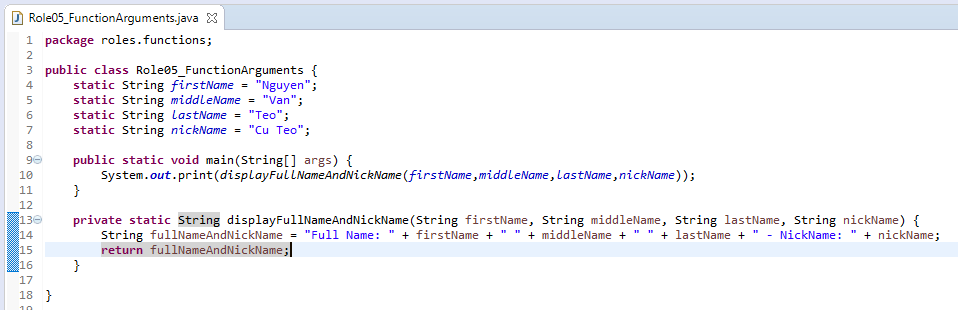 Role05_FunctionArguments.java
1 package roles.functions;
2
3 public class Role05_FunctionArguments {
4     static String firstName = "Nguyen";
5     static String middleName = "Van";
6     static String lastName = "Teo";
7     static String nickName = "Cu Teo";
8
9     public static void main(String[] args) {
10         System.out.print(displayFullNameAndNickName(firstName,middleName,lastName,nickName));
11     }
12
13     private static String displayFullNameAndNickName(String firstName, String middleName, String lastName, String nickName) {
14         String fullNameAndNickName = "Full Name: " + firstName + " " + middleName + " " + lastName + " - NickName: " + nickName;
15         return fullNameAndNickName;
16     }
17
18 }
19